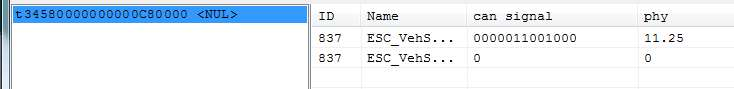 t34580000000000C80000 <NUL>
ID Name can signal phy
837 ESC_VehS... 0000011001000 11.25
837 ESC_VehS... 0 0